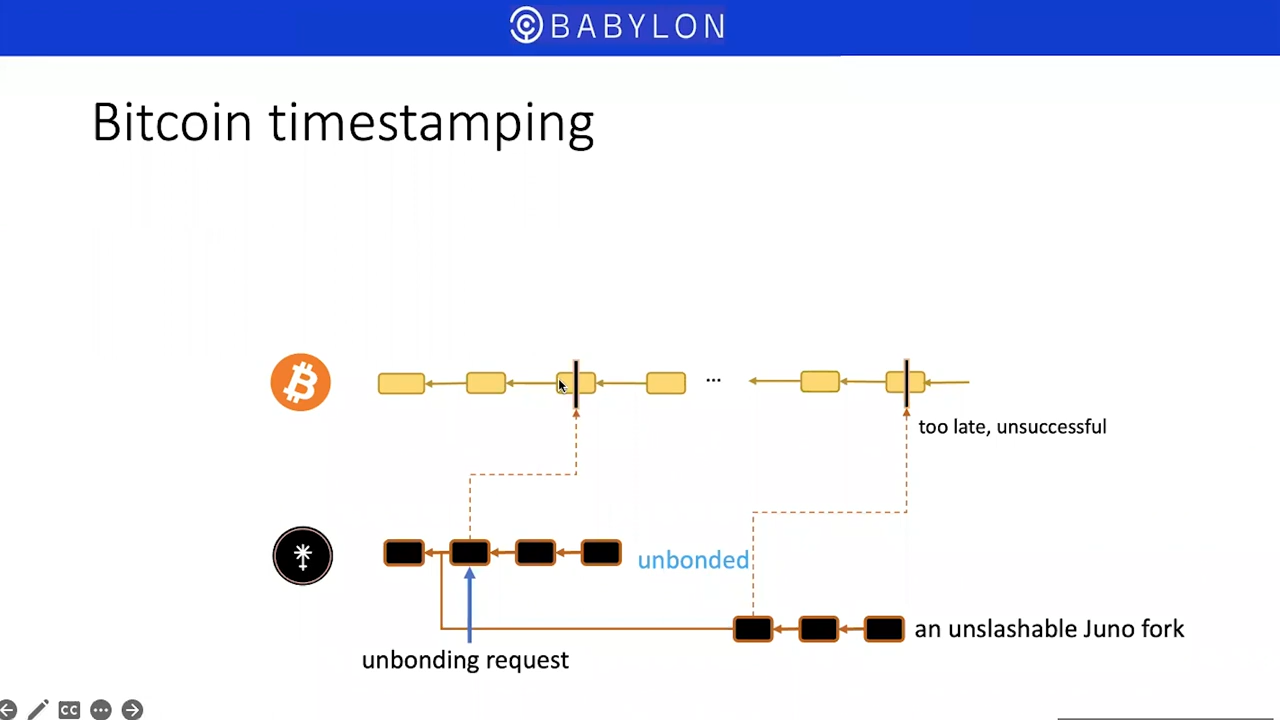 BABYLON
Bitcoin timestamping
...
too late, unsuccessful
unbonded
an unslashable Juno fork
unbonding request
CC